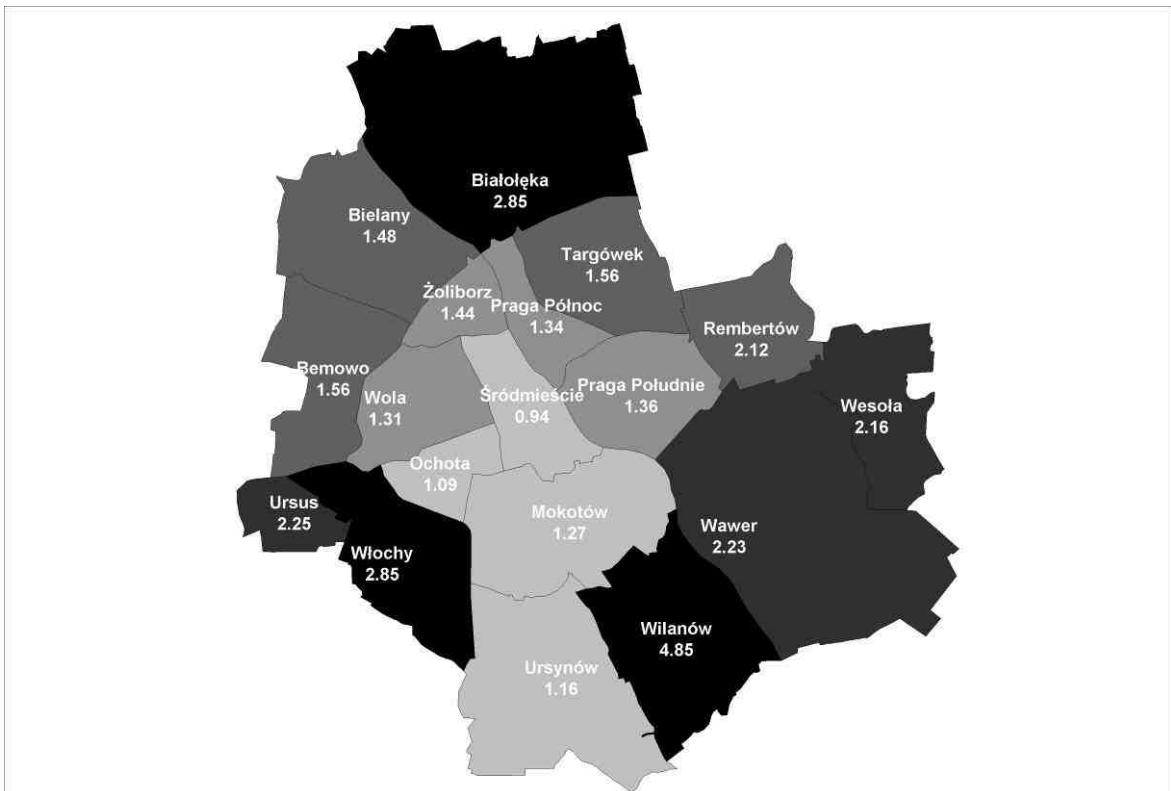 Białołęka
2.85
Bielany
1.48
Targówek
1.56
Żoliborz
1.44
Praga Północ
1.34
Rembertów
2.12
Bemowo
1.56
Wola
1.31
Śródmieście
0.94
Praga Południe
1.36
Wesoła
2.16
Ochota
1.09
Ursus
2.25
Mokotów
1.27
Wawer
2.23
Włochy
2.85
Wilanów
4.85
Ursynów
1.16